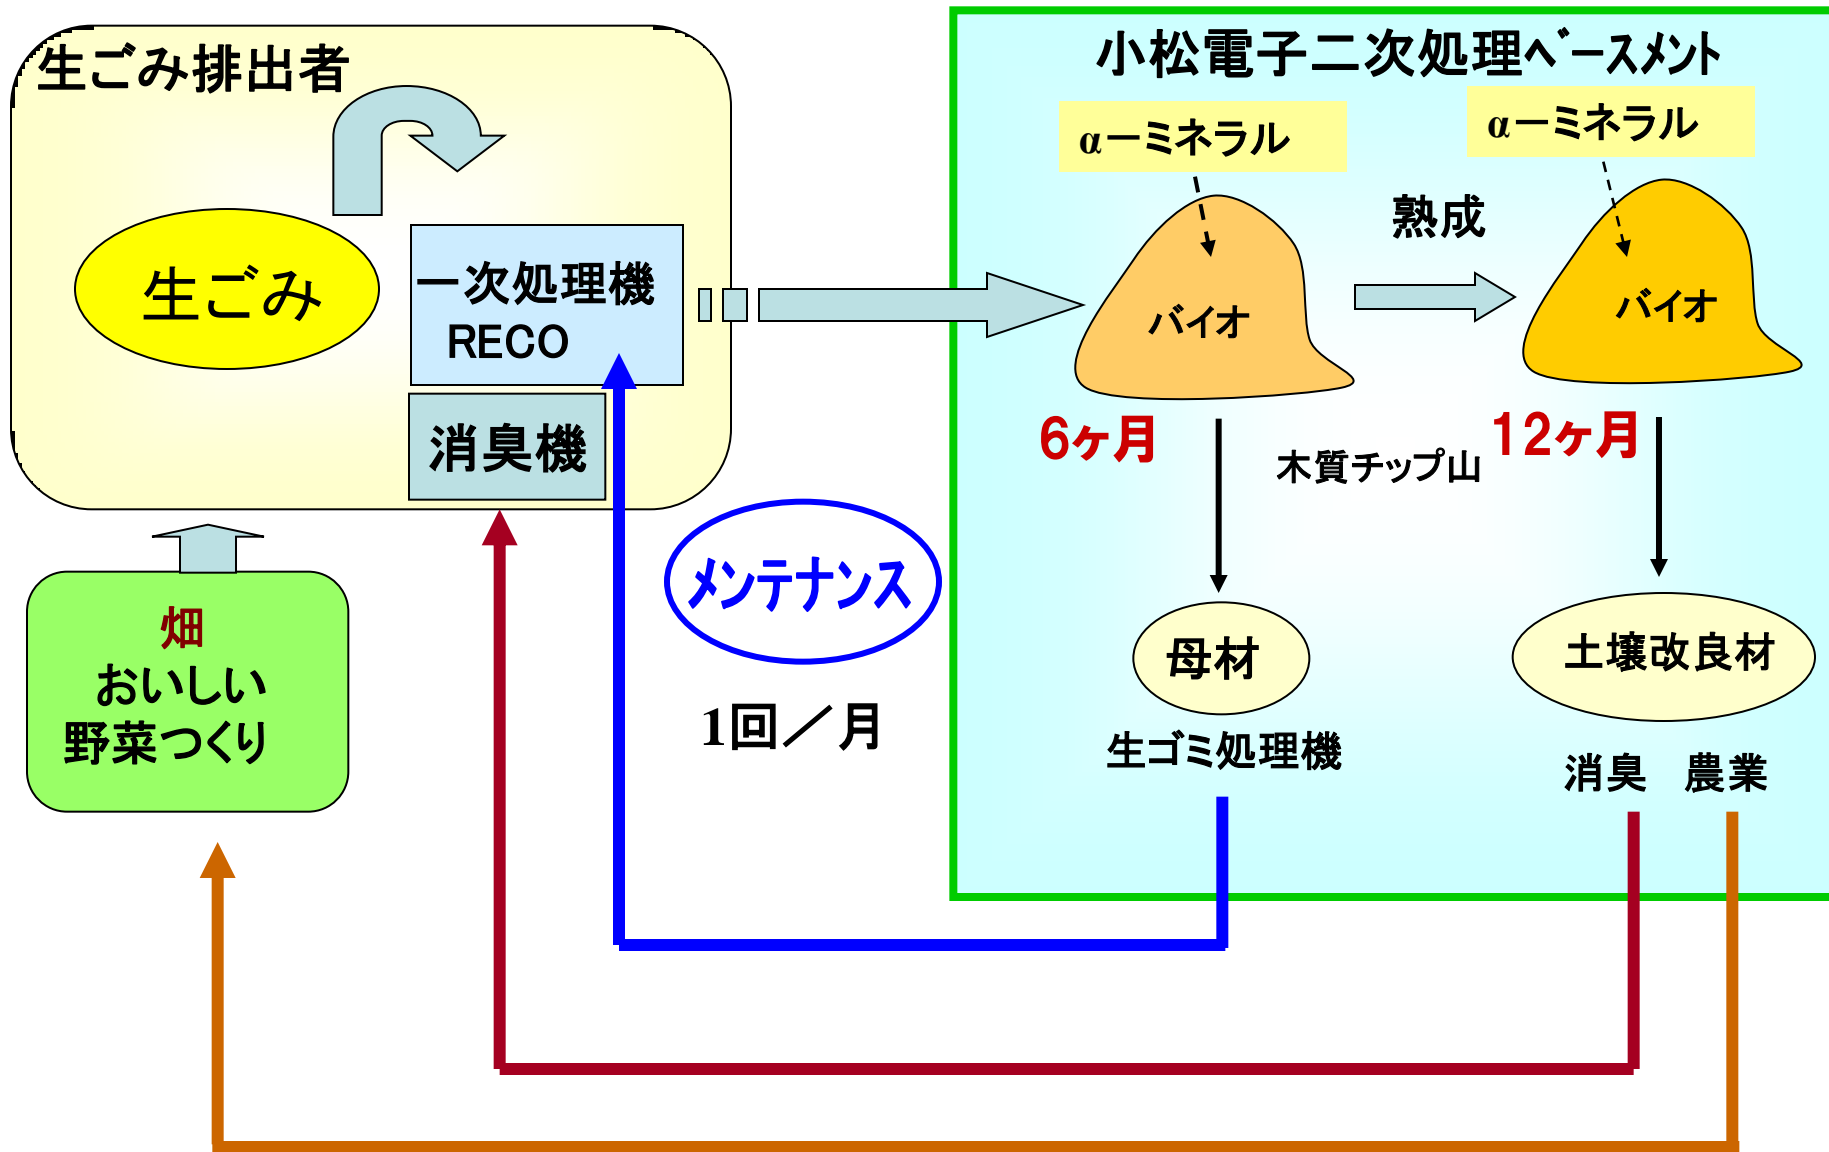 生ごみ排出者
生ごみ
一次処理機
RECO
消臭機
畑
おいしい
野菜つくり
メンテナンス
1回／月
小松電子二次処理ﾍﾞｰｽﾒﾝﾄ
α－ミネラル
α－ミネラル
熟成
バイオ
バイオ
6ヶ月
木質チップ山
12ヶ月
母材
土壌改良材
生ゴミ処理機
消臭　農業